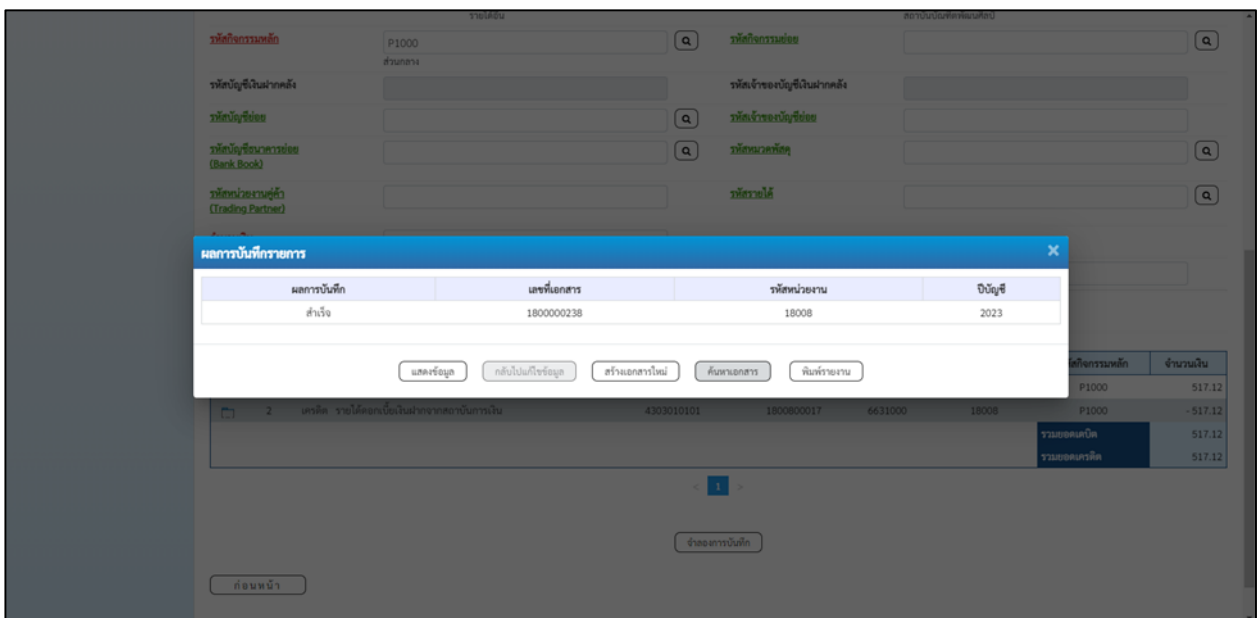 รายได้อื่น สถาบันบัณฑิตพัฒนศิลป์
รหัสกิจกรรมหลัก P1000 รหัสกิจกรรมย่อย
ส่วนกลาง
รหัสบัญชีเงินฝากคลัง รหัสเจ้าของบัญชีเงินฝากคลัง
รหัสบัญชีย่อย รหัสเจ้าของบัญชีย่อย
รหัสบัญชีธนาคารย่อย รหัสหมวดพัสดุ
(Bank Book)
รหัสหน่วยงานคู่ค้า รหัสรายได้
(Trading Partner)
ผลการบันทึกรายการ ×
ผลการบันทึก เลขที่เอกสาร รหัสหน่วยงาน ปีบัญชี
สำเร็จ 1800000238 18008 2023
แสดงข้อมูล กลับไปแก้ไขข้อมูล สร้างเอกสารใหม่ ค้นหาเอกสาร พิมพ์รายงาน
กิจกรรมหลัก จำนวนเงิน
P1000 517.12
2 เครดิต รายได้ดอกเบี้ยเงินฝากจากสถาบันการเงิน 4303010101 1800800017 6631000 18008 P1000 - 517.12
รวมยอดเดบิต 517.12
รวมยอดเครดิต 517.12
< 1 >
จำลองการบันทึก
ก่อนหน้า